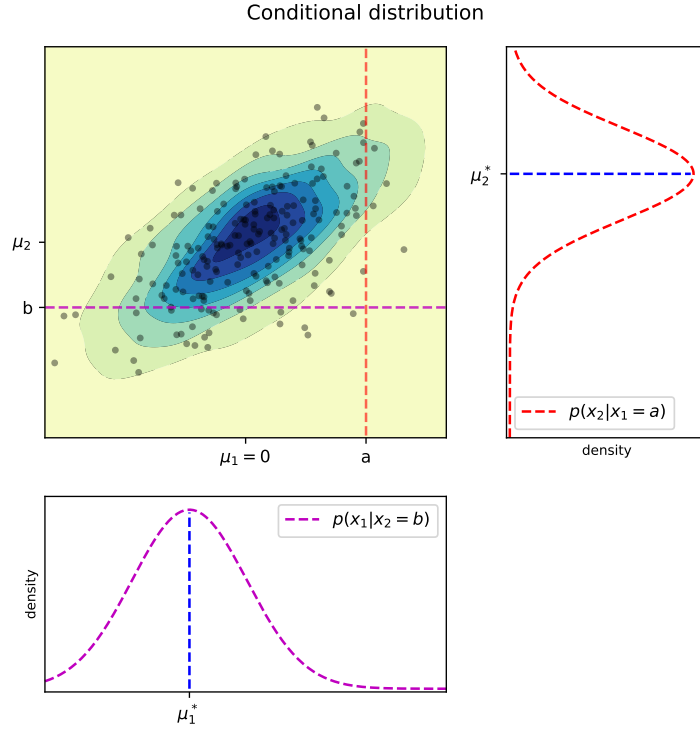 Conditional distribution
μ₂
b
μ₁ = 0
a
μ₂*
p(x₂|x₁ = a)
density
density
p(x₁|x₂ = b)
μ₁*